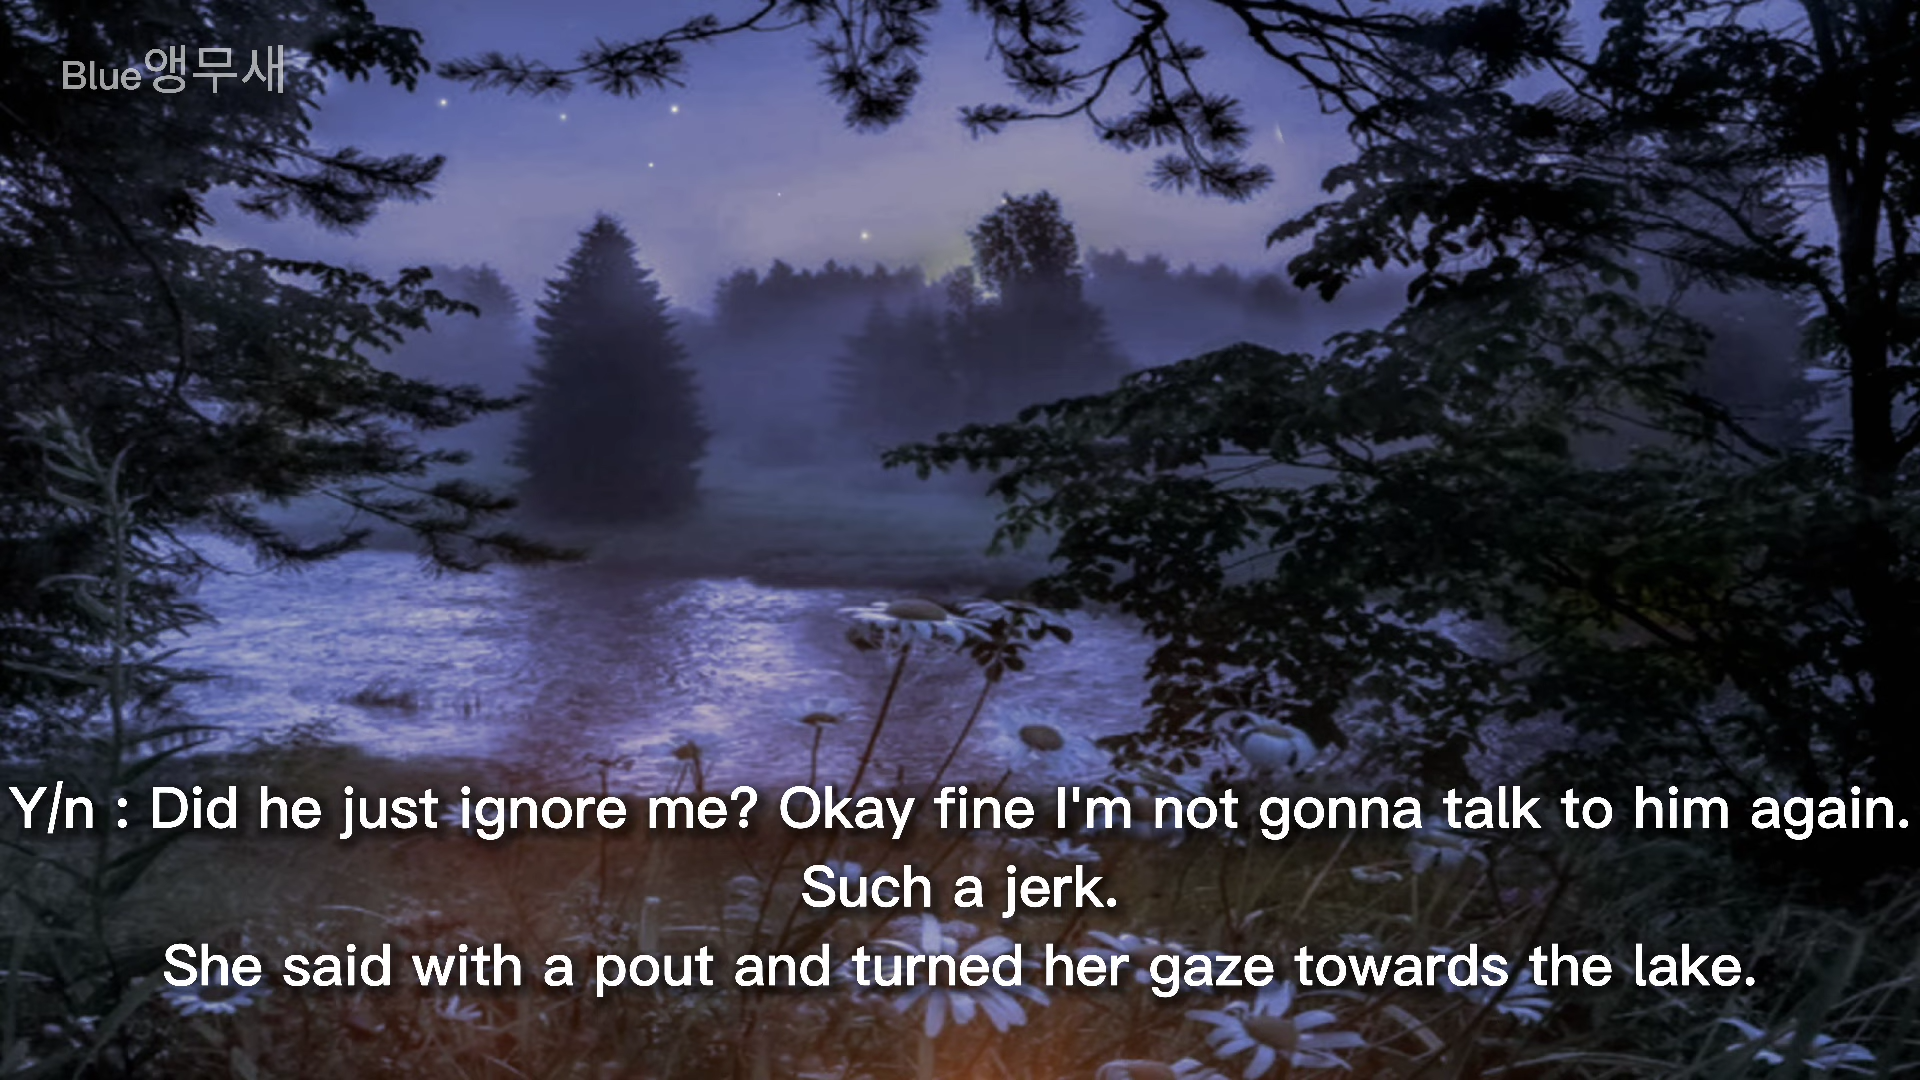 Blue앵무새
Y/n : Did he just ignore me? Okay fine I'm not gonna talk to him again.
Such a jerk.
She said with a pout and turned her gaze towards the lake.